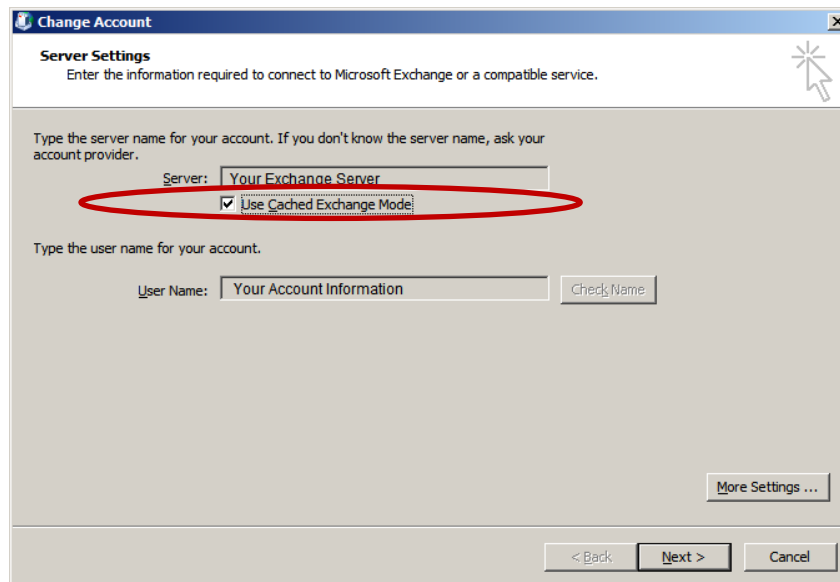 Change Account
Server Settings
Enter the information required to connect to Microsoft Exchange or a compatible service.
Type the server name for your account. If you don't know the server name, ask your
account provider.
Server: Your Exchange Server
Use Cached Exchange Mode
Type the user name for your account.
User Name: Your Account Information Check Name
More Settings ...
< Back Next > Cancel